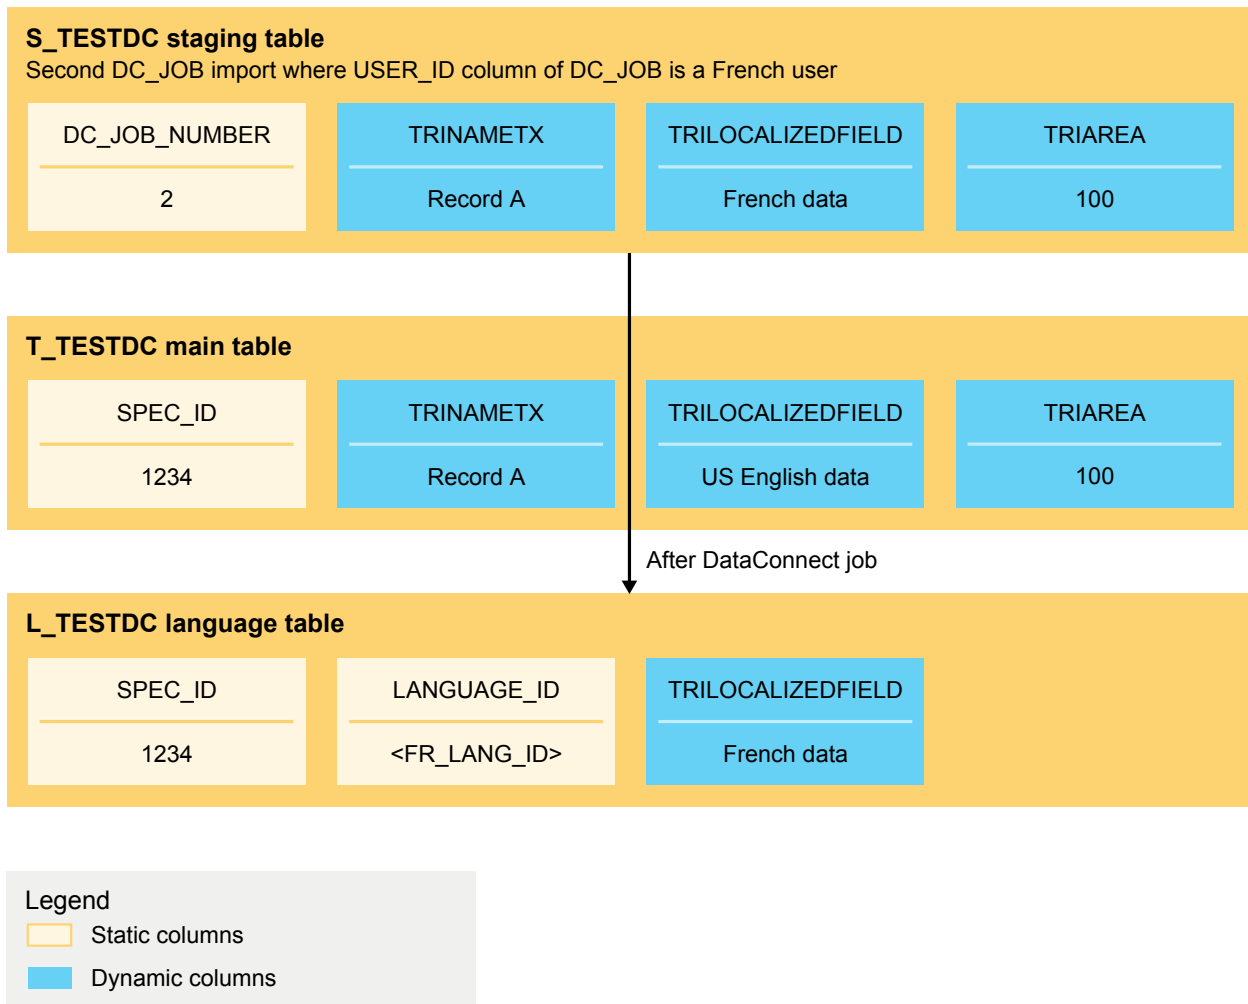 S_TESTDC staging table
Second DC_JOB import where USER_ID column of DC_JOB is a French user
DC_JOB_NUMBER
2
TRINAMETX
Record A
TRILOCALIZEDFIELD
French data
TRIAREA
100
T_TESTDC main table
SPEC_ID
1234
TRINAMETX
Record A
TRILOCALIZEDFIELD
US English data
TRIAREA
100
After DataConnect job
L_TESTDC language table
SPEC_ID
1234
LANGUAGE_ID
<FR_LANG_ID>
TRILOCALIZEDFIELD
French data
Legend
Static columns
Dynamic columns